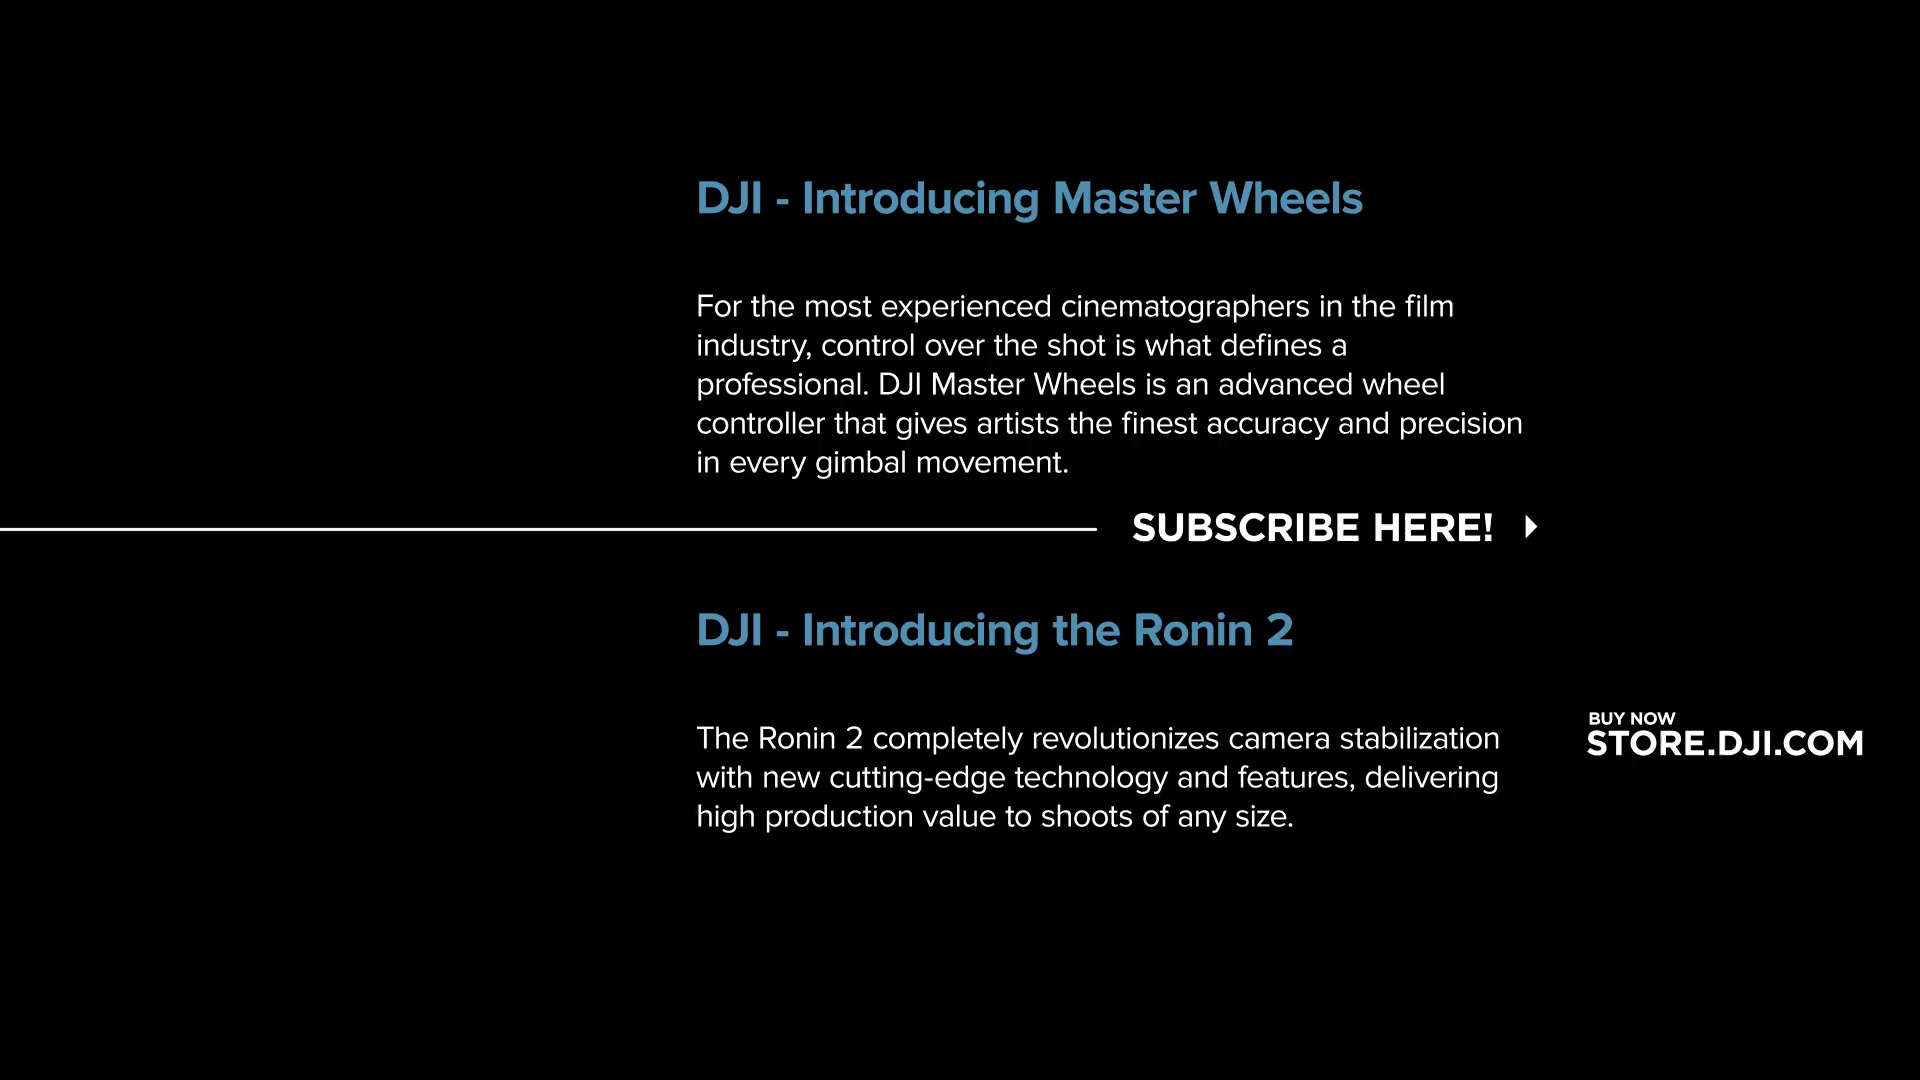 DJI - Introducing Master Wheels
For the most experienced cinematographers in the film
industry, control over the shot is what defines a
professional. DJI Master Wheels is an advanced wheel
controller that gives artists the finest accuracy and precision
in every gimbal movement.
SUBSCRIBE HERE!
DJI - Introducing the Ronin 2
The Ronin 2 completely revolutionizes camera stabilization
with new cutting-edge technology and features, delivering
high production value to shoots of any size.
BUY NOW
STORE.DJI.COM